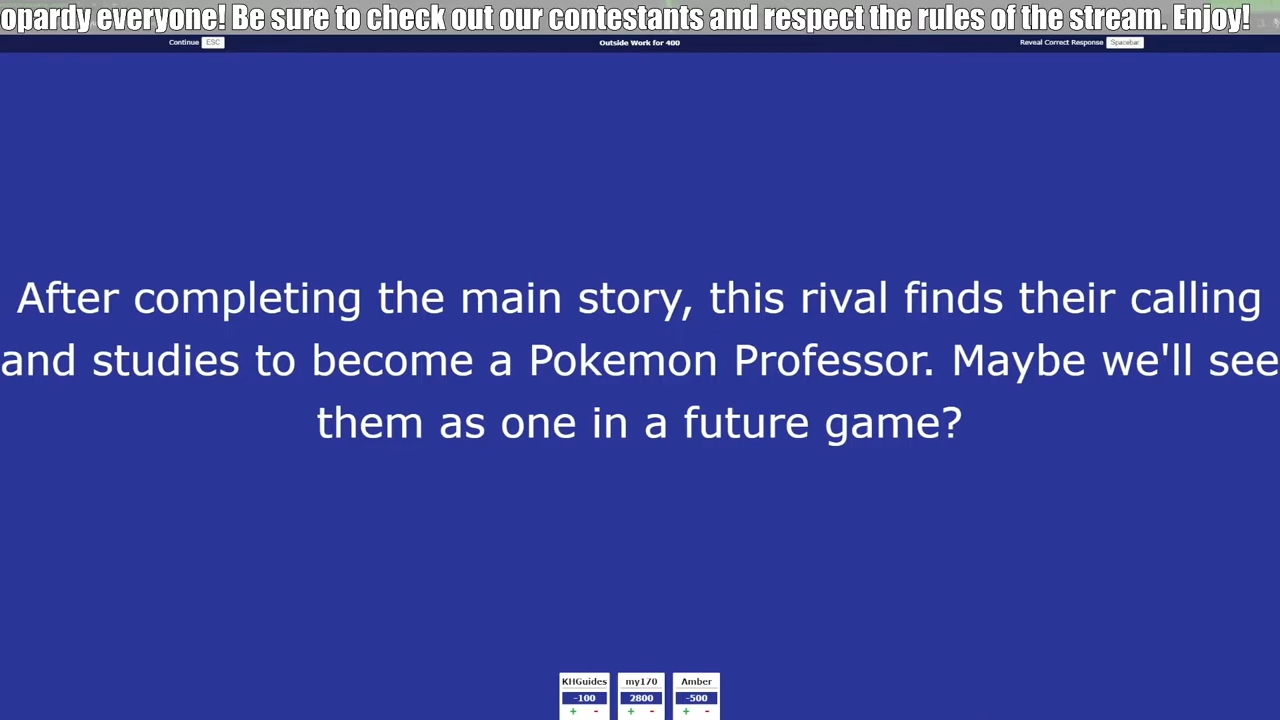 opardy everyone! Be sure to check out our contestants and respect the rules of the stream. Enjoy!
Continue ESC Outside Work for 400 Reveal Correct Response Spacebar
After completing the main story, this rival finds their calling
and studies to become a Pokemon Professor. Maybe we'll see
them as one in a future game?
KHGuides my170 Amber
-100 2800 -500
+ - + - + -